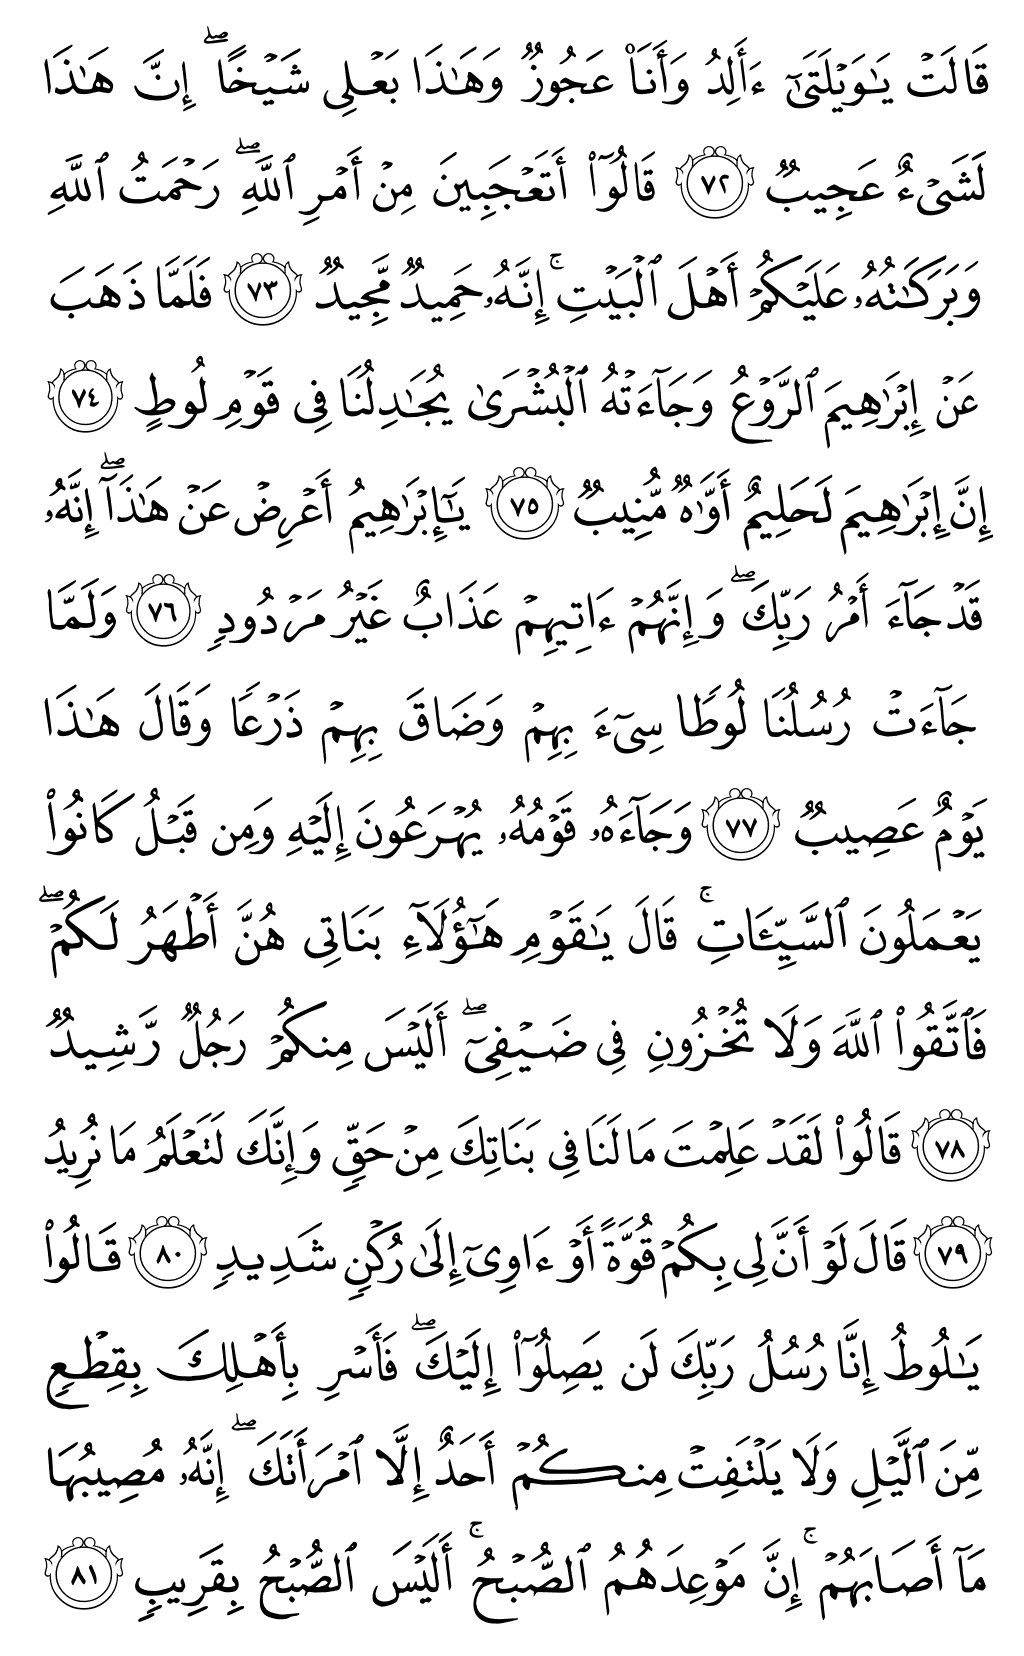 قَالَتْ يَـٰوَيْلَتَىٰٓ ءَأَلِدُ وَأَنَا۠ عَجُوزٌ وَهَـٰذَا بَعْلِى شَيْخًا ۖ إِنَّ هَـٰذَا
لَشَىْءٌ عَجِيبٌ ٧٢ قَالُوٓا۟ أَتَعْجَبِينَ مِنْ أَمْرِ ٱللَّهِ ۖ رَحْمَتُ ٱللَّهِ
وَبَرَكَـٰتُهُۥ عَلَيْكُمْ أَهْلَ ٱلْبَيْتِ ۚ إِنَّهُۥ حَمِيدٌ مَّجِيدٌ ٧٣ فَلَمَّا ذَهَبَ
عَنْ إِبْرَٰهِيمَ ٱلرَّوْعُ وَجَآءَتْهُ ٱلْبُشْرَىٰ يُجَـٰدِلُنَا فِى قَوْمِ لُوطٍ ٧٤
إِنَّ إِبْرَٰهِيمَ لَحَلِيمٌ أَوَّٰهٌ مُّنِيبٌ ٧٥ يَـٰٓإِبْرَٰهِيمُ أَعْرِضْ عَنْ هَـٰذَآ ۖ إِنَّهُۥ
قَدْ جَآءَ أَمْرُ رَبِّكَ ۖ وَإِنَّهُمْ ءَاتِيهِمْ عَذَابٌ غَيْرُ مَرْدُودٍ ٧٦ وَلَمَّا
جَآءَتْ رُسُلُنَا لُوطًا سِىٓءَ بِهِمْ وَضَاقَ بِهِمْ ذَرْعًا وَقَالَ هَـٰذَا
يَوْمٌ عَصِيبٌ ٧٧ وَجَآءَهُۥ قَوْمُهُۥ يُهْرَعُونَ إِلَيْهِ وَمِن قَبْلُ كَانُوا۟
يَعْمَلُونَ ٱلسَّيِّـَٔاتِ ۚ قَالَ يَـٰقَوْمِ هَـٰٓؤُلَآءِ بَنَاتِى هُنَّ أَطْهَرُ لَكُمْ ۖ
فَٱتَّقُوا۟ ٱللَّهَ وَلَا تُخْزُونِ فِى ضَيْفِىٓ ۖ أَلَيْسَ مِنكُمْ رَجُلٌ رَّشِيدٌ
٧٨ قَالُوا۟ لَقَدْ عَلِمْتَ مَا لَنَا فِى بَنَاتِكَ مِنْ حَقٍّ وَإِنَّكَ لَتَعْلَمُ مَا نُرِيدُ
٧٩ قَالَ لَوْ أَنَّ لِى بِكُمْ قُوَّةً أَوْ ءَاوِىٓ إِلَىٰ رُكْنٍ شَدِيدٍ ٨٠ قَالُوا۟
يَـٰلُوطُ إِنَّا رُسُلُ رَبِّكَ لَن يَصِلُوٓا۟ إِلَيْكَ ۖ فَأَسْرِ بِأَهْلِكَ بِقِطْعٍ
مِّنَ ٱلَّيْلِ وَلَا يَلْتَفِتْ مِنكُمْ أَحَدٌ إِلَّا ٱمْرَأَتَكَ ۖ إِنَّهُۥ مُصِيبُهَا
مَآ أَصَابَهُمْ ۚ إِنَّ مَوْعِدَهُمُ ٱلصُّبْحُ ۚ أَلَيْسَ ٱلصُّبْحُ بِقَرِيبٍ ٨١